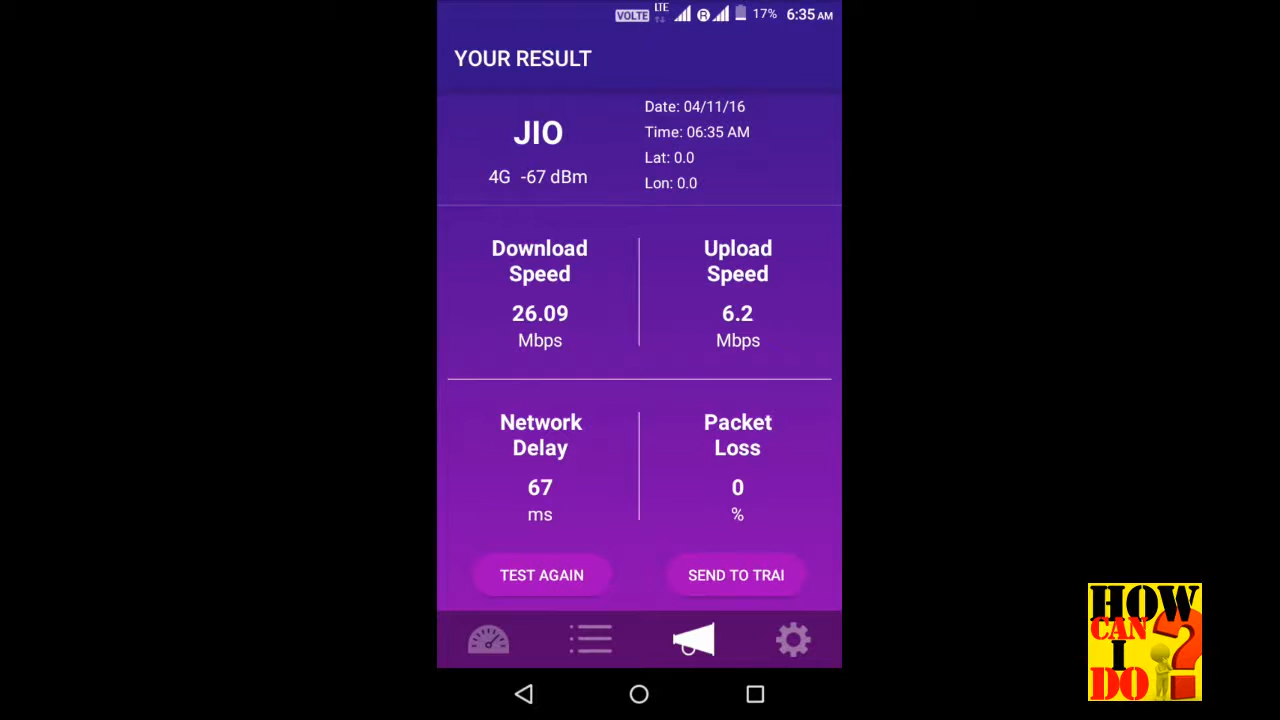 VOLTE LTE R 17% 6:35 AM
YOUR RESULT
JIO
4G -67 dBm
Date: 04/11/16
Time: 06:35 AM
Lat: 0.0
Lon: 0.0
Download
Speed
26.09
Mbps
Upload
Speed
6.2
Mbps
Network
Delay
67
ms
Packet
Loss
0
%
TEST AGAIN
SEND TO TRAI
HOW
CAN
I
DO
?